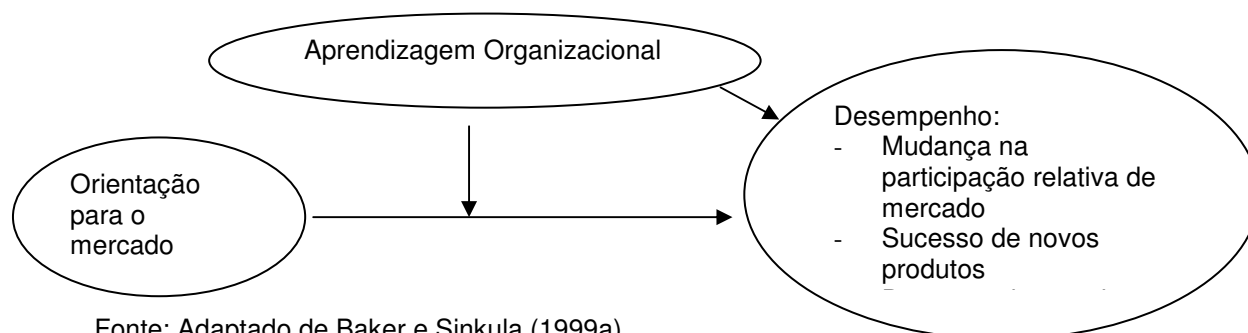 Aprendizagem Organizacional
Orientação
para o
mercado
Desempenho:
- Mudança na
participação relativa de
mercado
- Sucesso de novos
produtos
Fonte: Adaptado de Baker e Sinkula (1999a)